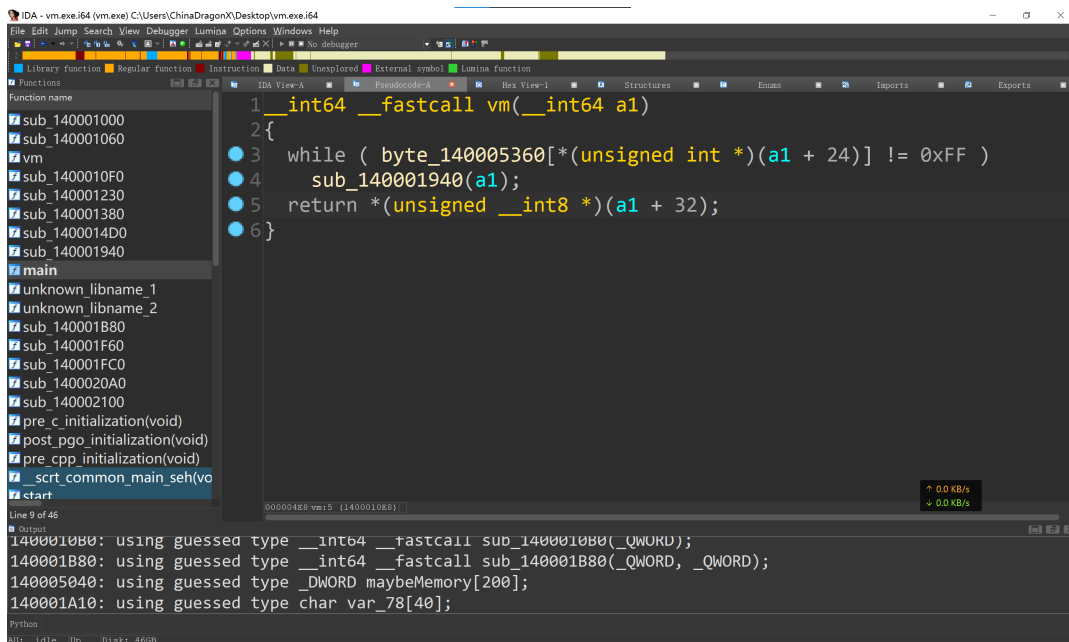 IDA - vm.exe.i64 (vm.exe) C:\Users\ChinaDragonX\Desktop\vm.exe.i64
File Edit Jump Search View Debugger Lumina Options Windows Help
No debugger
Library function Regular function Instruction Data Unexplored External symbol Lumina function
Functions
IDA View-A Pseudocode-A Hex View-1 Structures Enums Imports Exports
Function name
sub_140001000
sub_140001060
vm
sub_1400010F0
sub_140001230
sub_140001380
sub_1400014D0
sub_140001940
main
unknown_libname_1
unknown_libname_2
sub_140001B80
sub_140001F60
sub_140001FC0
sub_1400020A0
sub_140002100
pre_c_initialization(void)
post_pgo_initialization(void)
pre_cpp_initialization(void)
__scrt_common_main_seh(vo
start
Line 9 of 46
1 __int64 __fastcall vm(__int64 a1)
2 {
3 while ( byte_140005360[*(unsigned int *)(a1 + 24)] != 0xFF )
4 sub_140001940(a1);
5 return *(unsigned __int8 *)(a1 + 32);
6 }
000004E8 vm:5 (1400010E8)
↑ 0.0 KB/s
↓ 0.0 KB/s
Output
1400010B0: using guessed type __int64 __fastcall sub_1400010B0(_QWORD);
140001B80: using guessed type __int64 __fastcall sub_140001B80(_QWORD, _QWORD);
140005040: using guessed type _DWORD maybeMemory[200];
140001A10: using guessed type char var_78[40];
Python
AU: idle Disk: 46GB